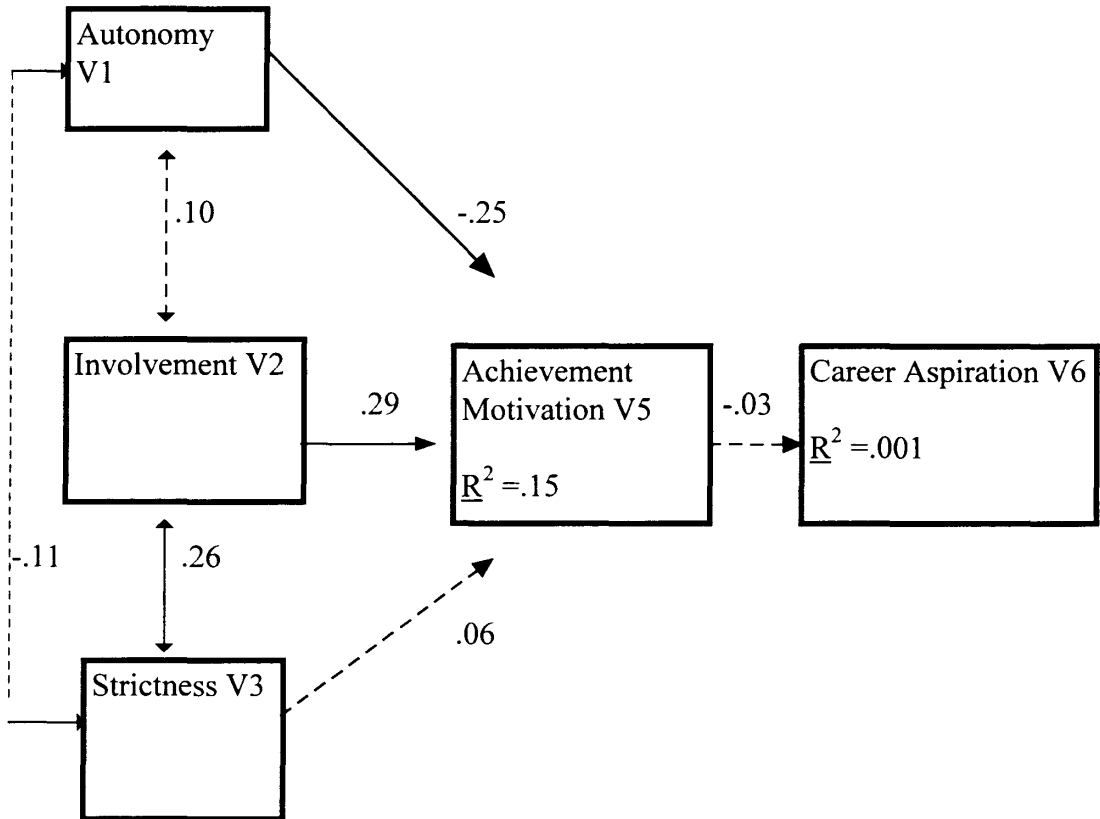 Autonomy
V1
.10
-.25
Involvement V2
.29
Achievement
Motivation V5
R² =.15
-.03
Career Aspiration V6
R² =.001
-.11
.26
.06
Strictness V3